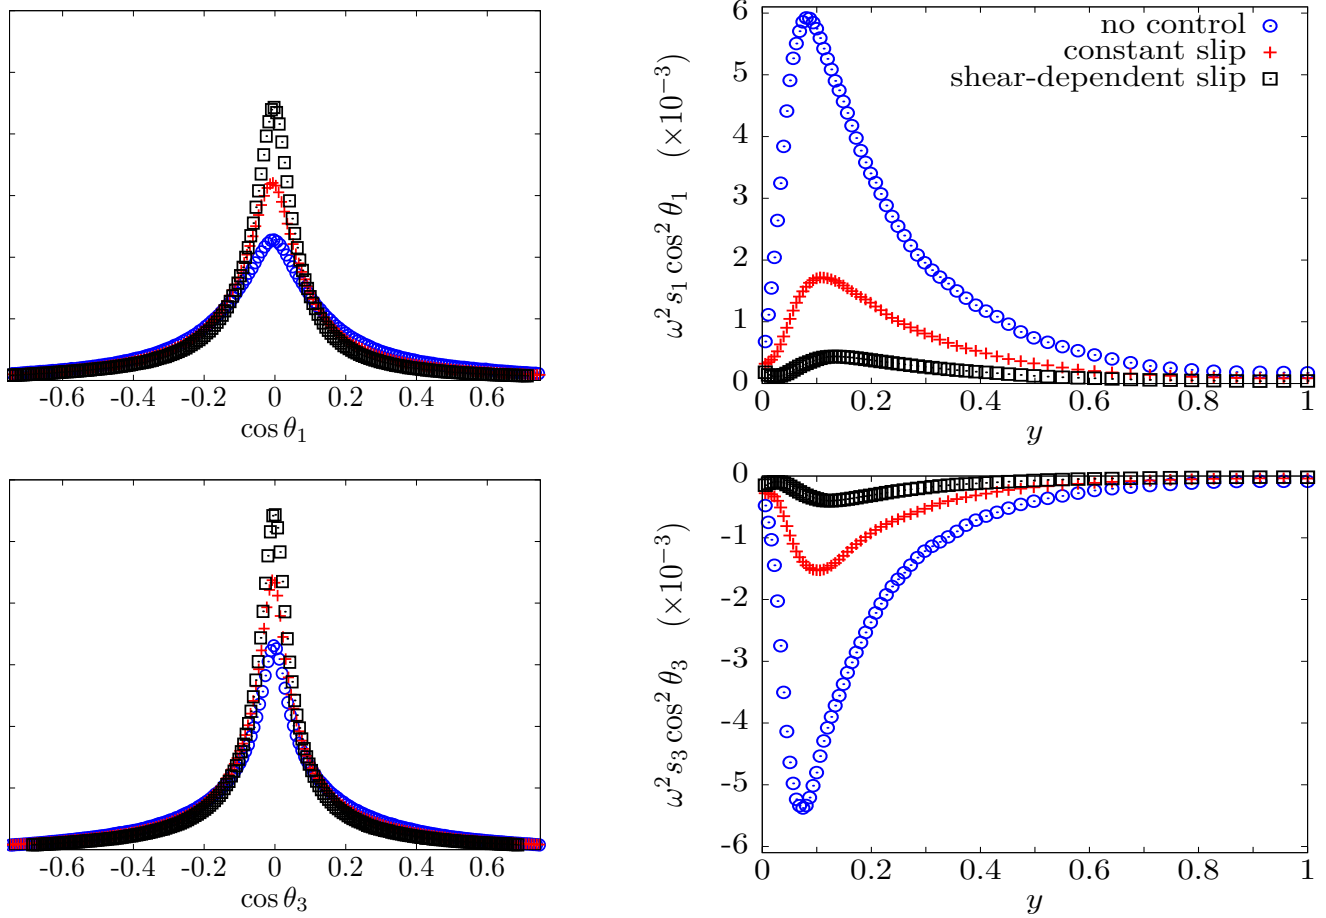 -0.6 -0.4 -0.2 0 0.2 0.4 0.6
cos θ₁
6
5
4
3
2
1
0
ω² s₁ cos² θ₁ (×10⁻³)
no control
constant slip
shear-dependent slip
0 0.2 0.4 0.6 0.8 1
y
-0.6 -0.4 -0.2 0 0.2 0.4 0.6
cos θ₃
0
-1
-2
-3
-4
-5
-6
ω² s₃ cos² θ₃ (×10⁻³)
0 0.2 0.4 0.6 0.8 1
y